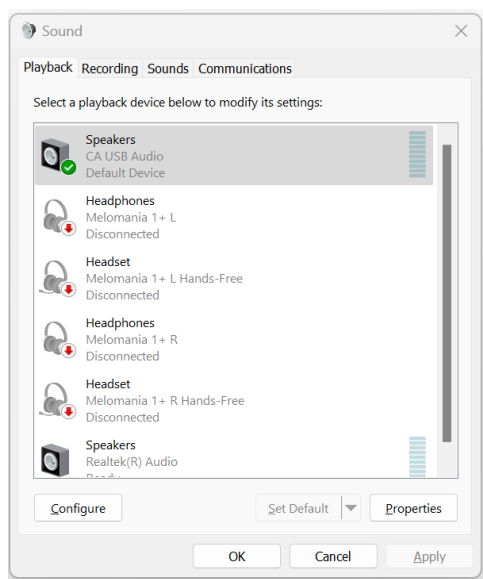 Sound
Playback Recording Sounds Communications
Select a playback device below to modify its settings:
Speakers
CA USB Audio
Default Device
Headphones
Melomania 1+ L
Disconnected
Headset
Melomania 1+ L Hands-Free
Disconnected
Headphones
Melomania 1+ R
Disconnected
Headset
Melomania 1+ R Hands-Free
Disconnected
Speakers
Realtek(R) Audio
Configure Set Default Properties
OK Cancel Apply